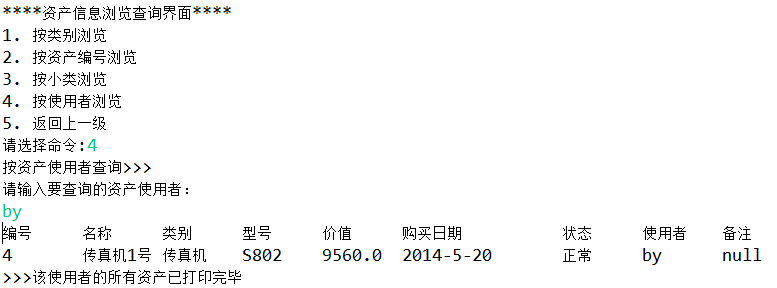 ****资产信息浏览查询界面****
1. 按类别浏览
2. 按资产编号浏览
3. 按小类浏览
4. 按使用者浏览
5. 返回上一级
请选择命令:4
按资产使用者查询>>>
请输入要查询的资产使用者：
by
编号 名称 类别 型号 价值 购买日期 状态 使用者 备注
4 传真机1号 传真机 S802 9560.0 2014-5-20 正常 by null
>>>该使用者的所有资产已打印完毕